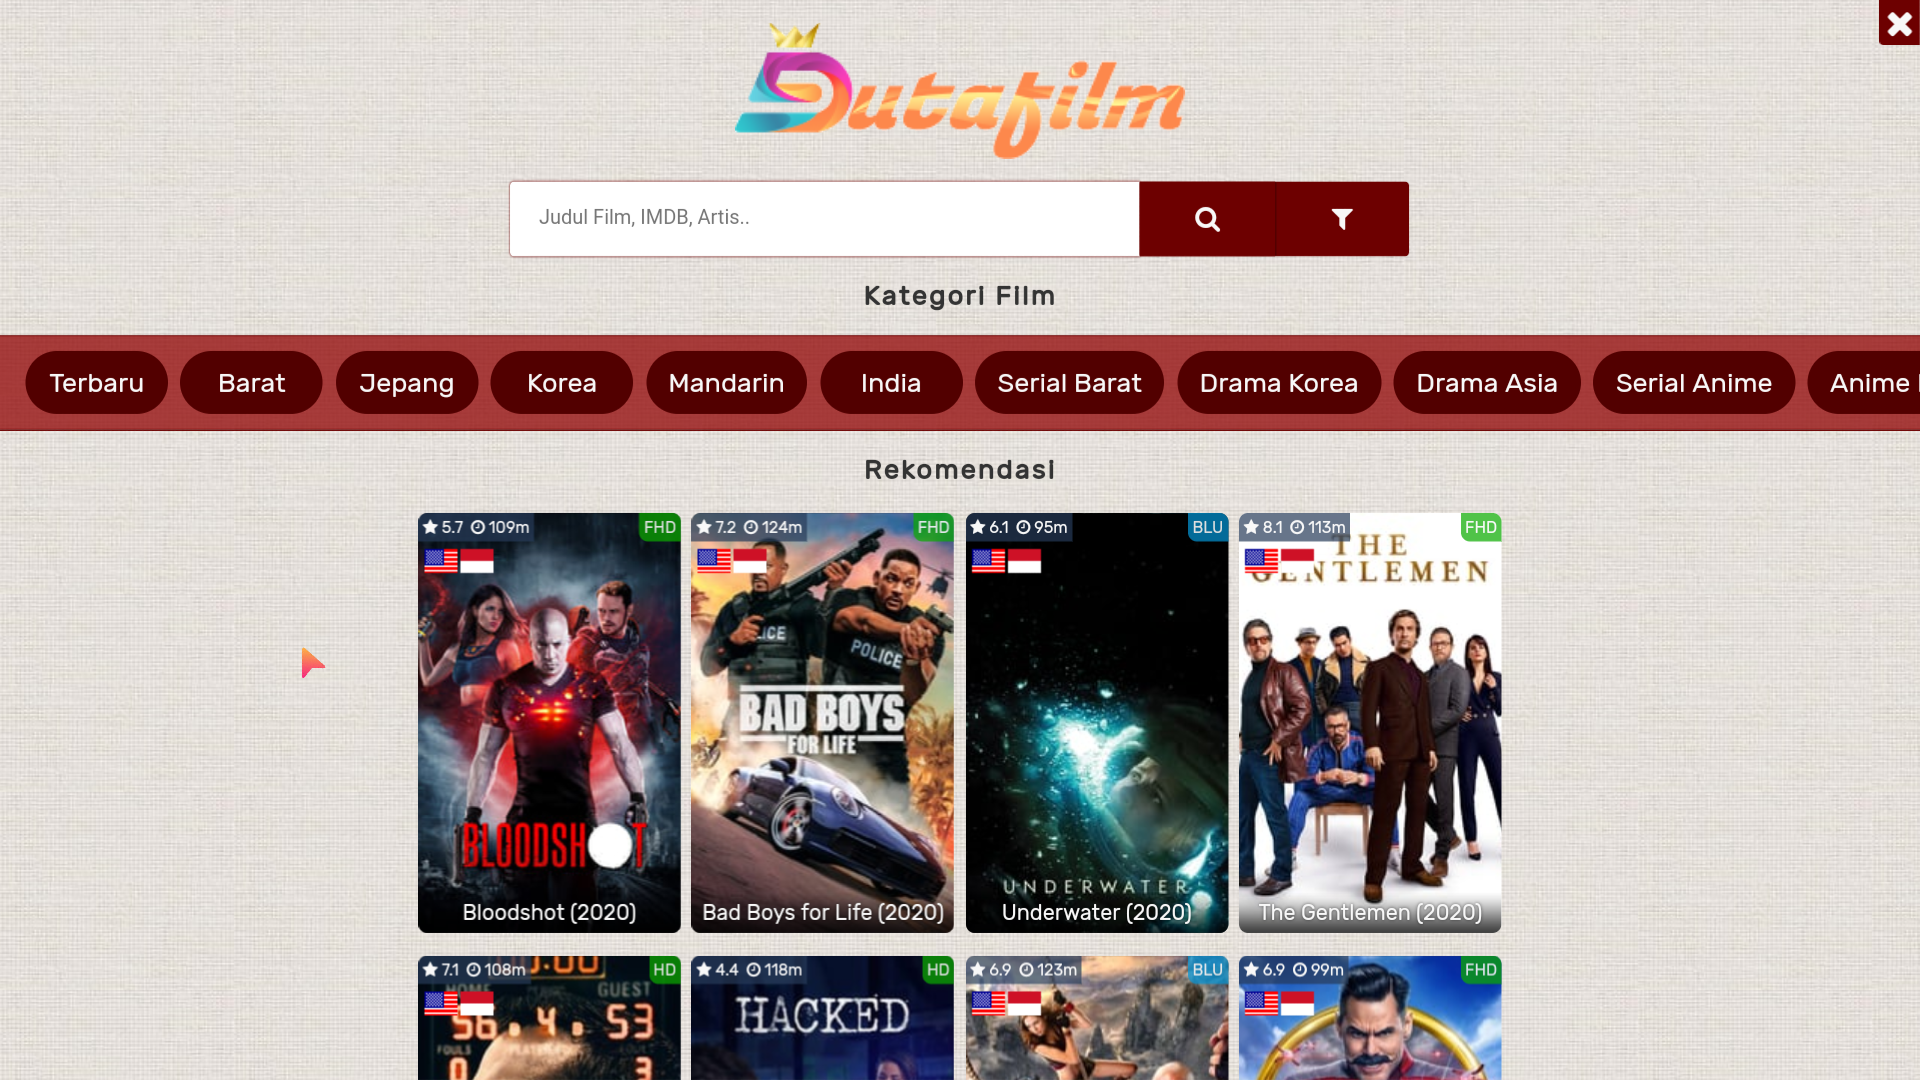 Dutafilm
Judul Film, IMDB, Artis..
Kategori Film
Terbaru Barat Jepang Korea Mandarin India Serial Barat Drama Korea Drama Asia Serial Anime Anime
Rekomendasi
5.7 109m FHD
BLOODSHOT
Bloodshot (2020)
7.2 124m FHD
POLICE
BAD BOYS
FOR LIFE
Bad Boys for Life (2020)
6.1 95m BLU
UNDERWATER
Underwater (2020)
8.1 113m FHD
THE
GENTLEMEN
The Gentlemen (2020)
7.1 108m HD
HOME GUEST
56 4 53
FOULS
3
4.4 118m HD
HACKED
6.9 123m BLU
6.9 99m FHD